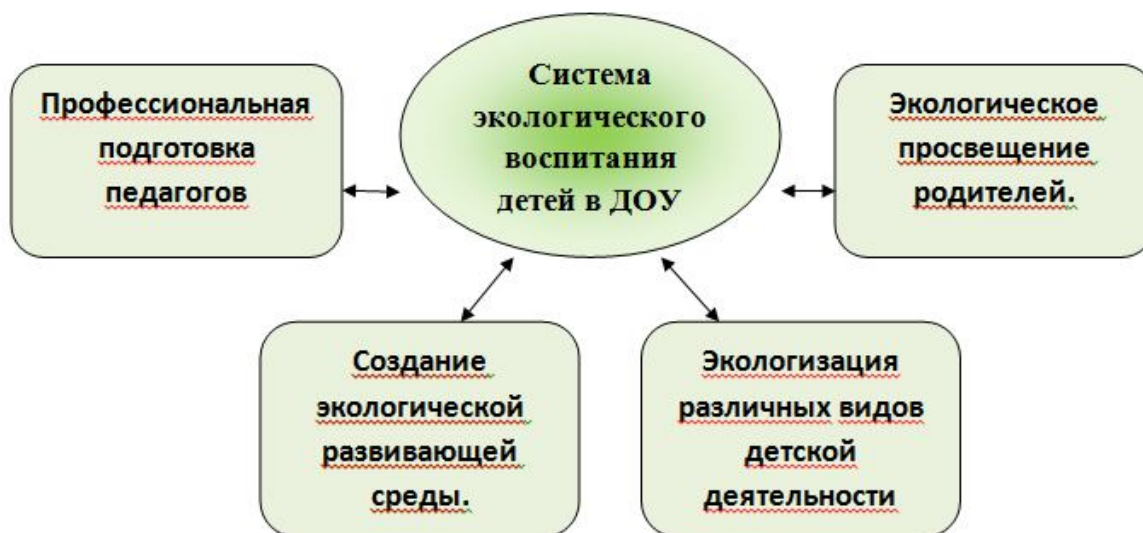 Система
экологического
воспитания
детей в ДОУ
Профессиональная
подготовка
педагогов
Экологическое
просвещение
родителей.
Создание
экологической
развивающей
среды.
Экологизация
различных видов
детской
деятельности